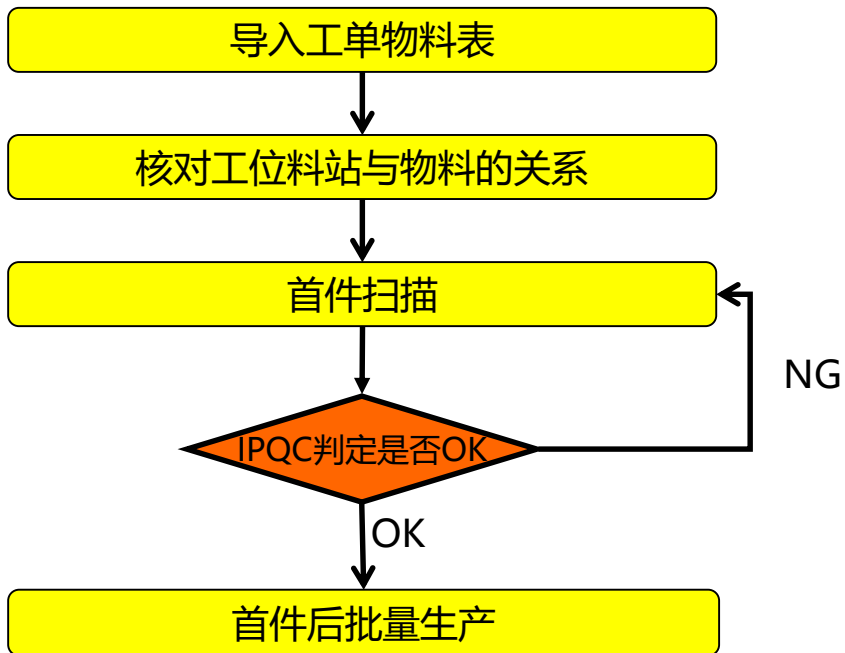 导入工单物料表
核对工位料站与物料的关系
首件扫描
NG
IPQC判定是否OK
OK
首件后批量生产